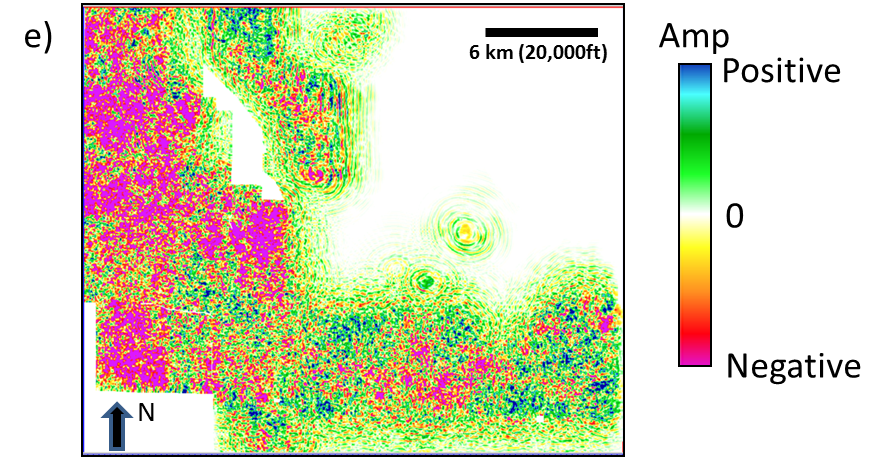 e)
6 km (20,000ft)
Amp
Positive
0
Negative
N